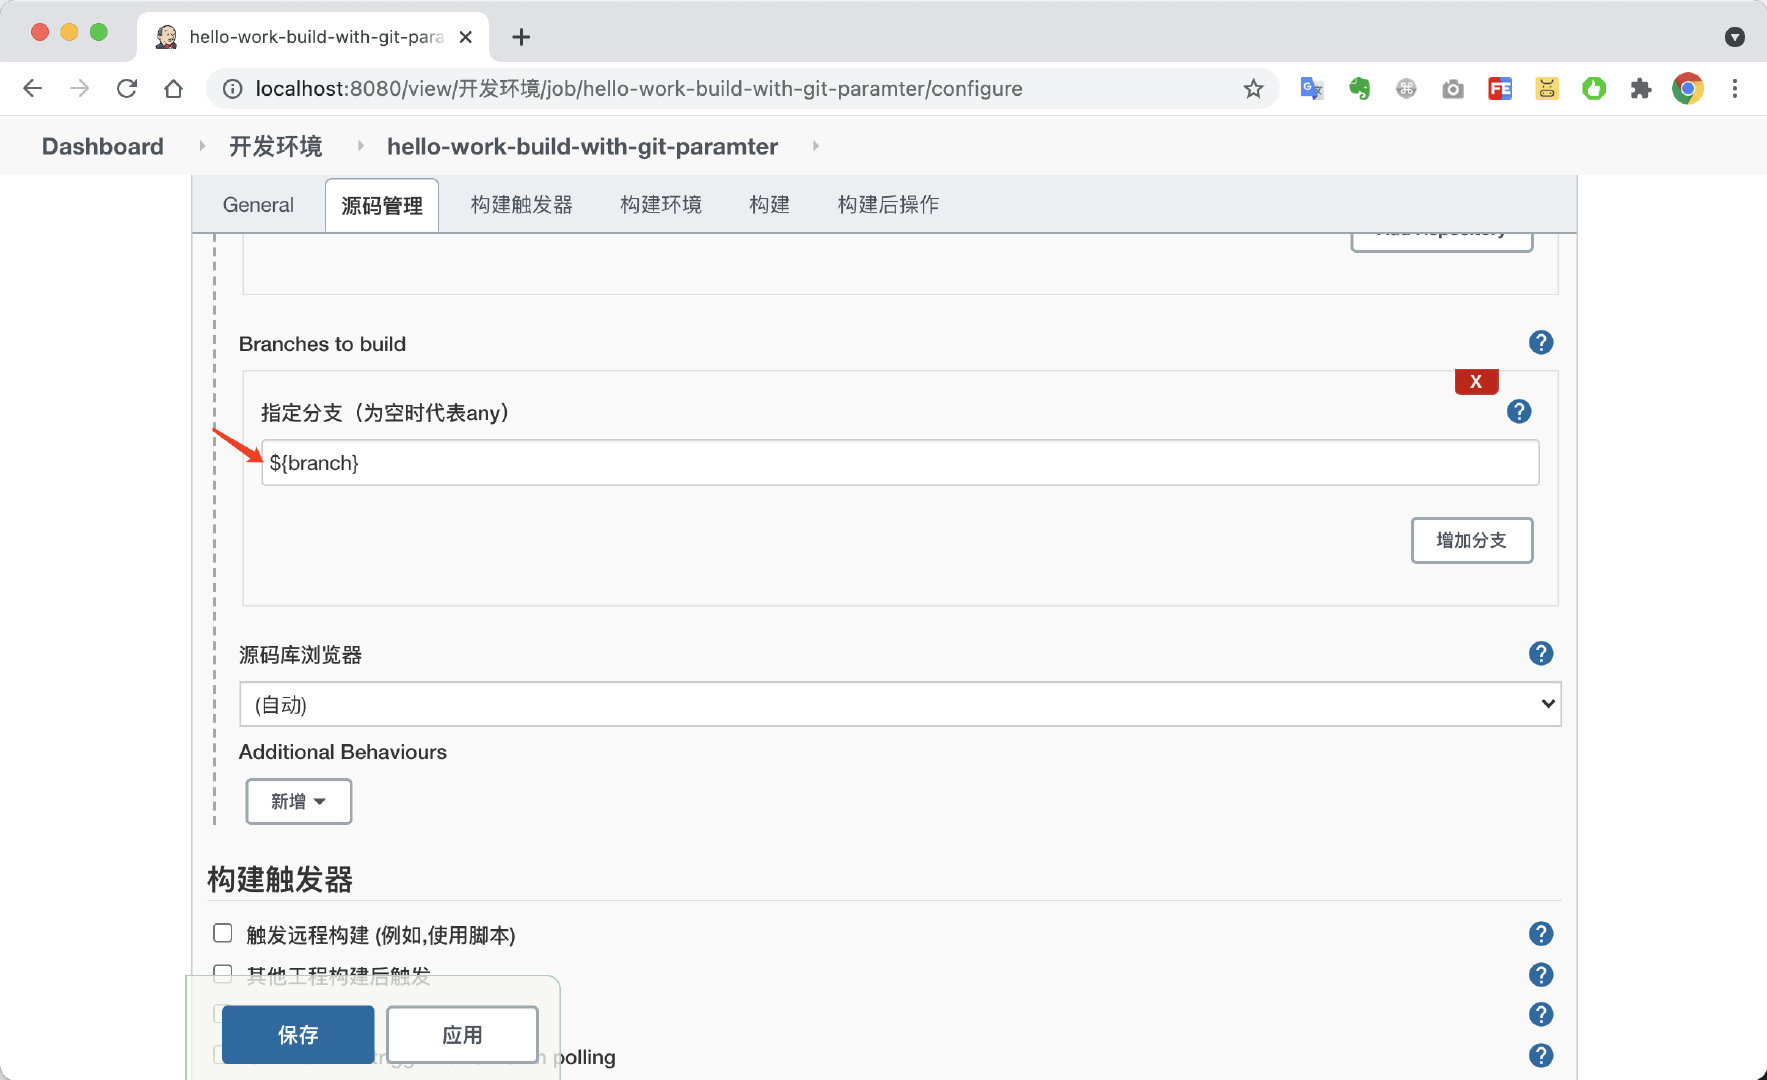 hello-work-build-with-git-para
localhost:8080/view/开发环境/job/hello-work-build-with-git-paramter/configure
Dashboard 开发环境 hello-work-build-with-git-paramter
General 源码管理 构建触发器 构建环境 构建 构建后操作
Add Repository
Branches to build
X
指定分支（为空时代表any）
${branch}
增加分支
源码库浏览器
(自动)
Additional Behaviours
新增
构建触发器
触发远程构建 (例如,使用脚本)
其他工程构建后触发
保存 应用
polling